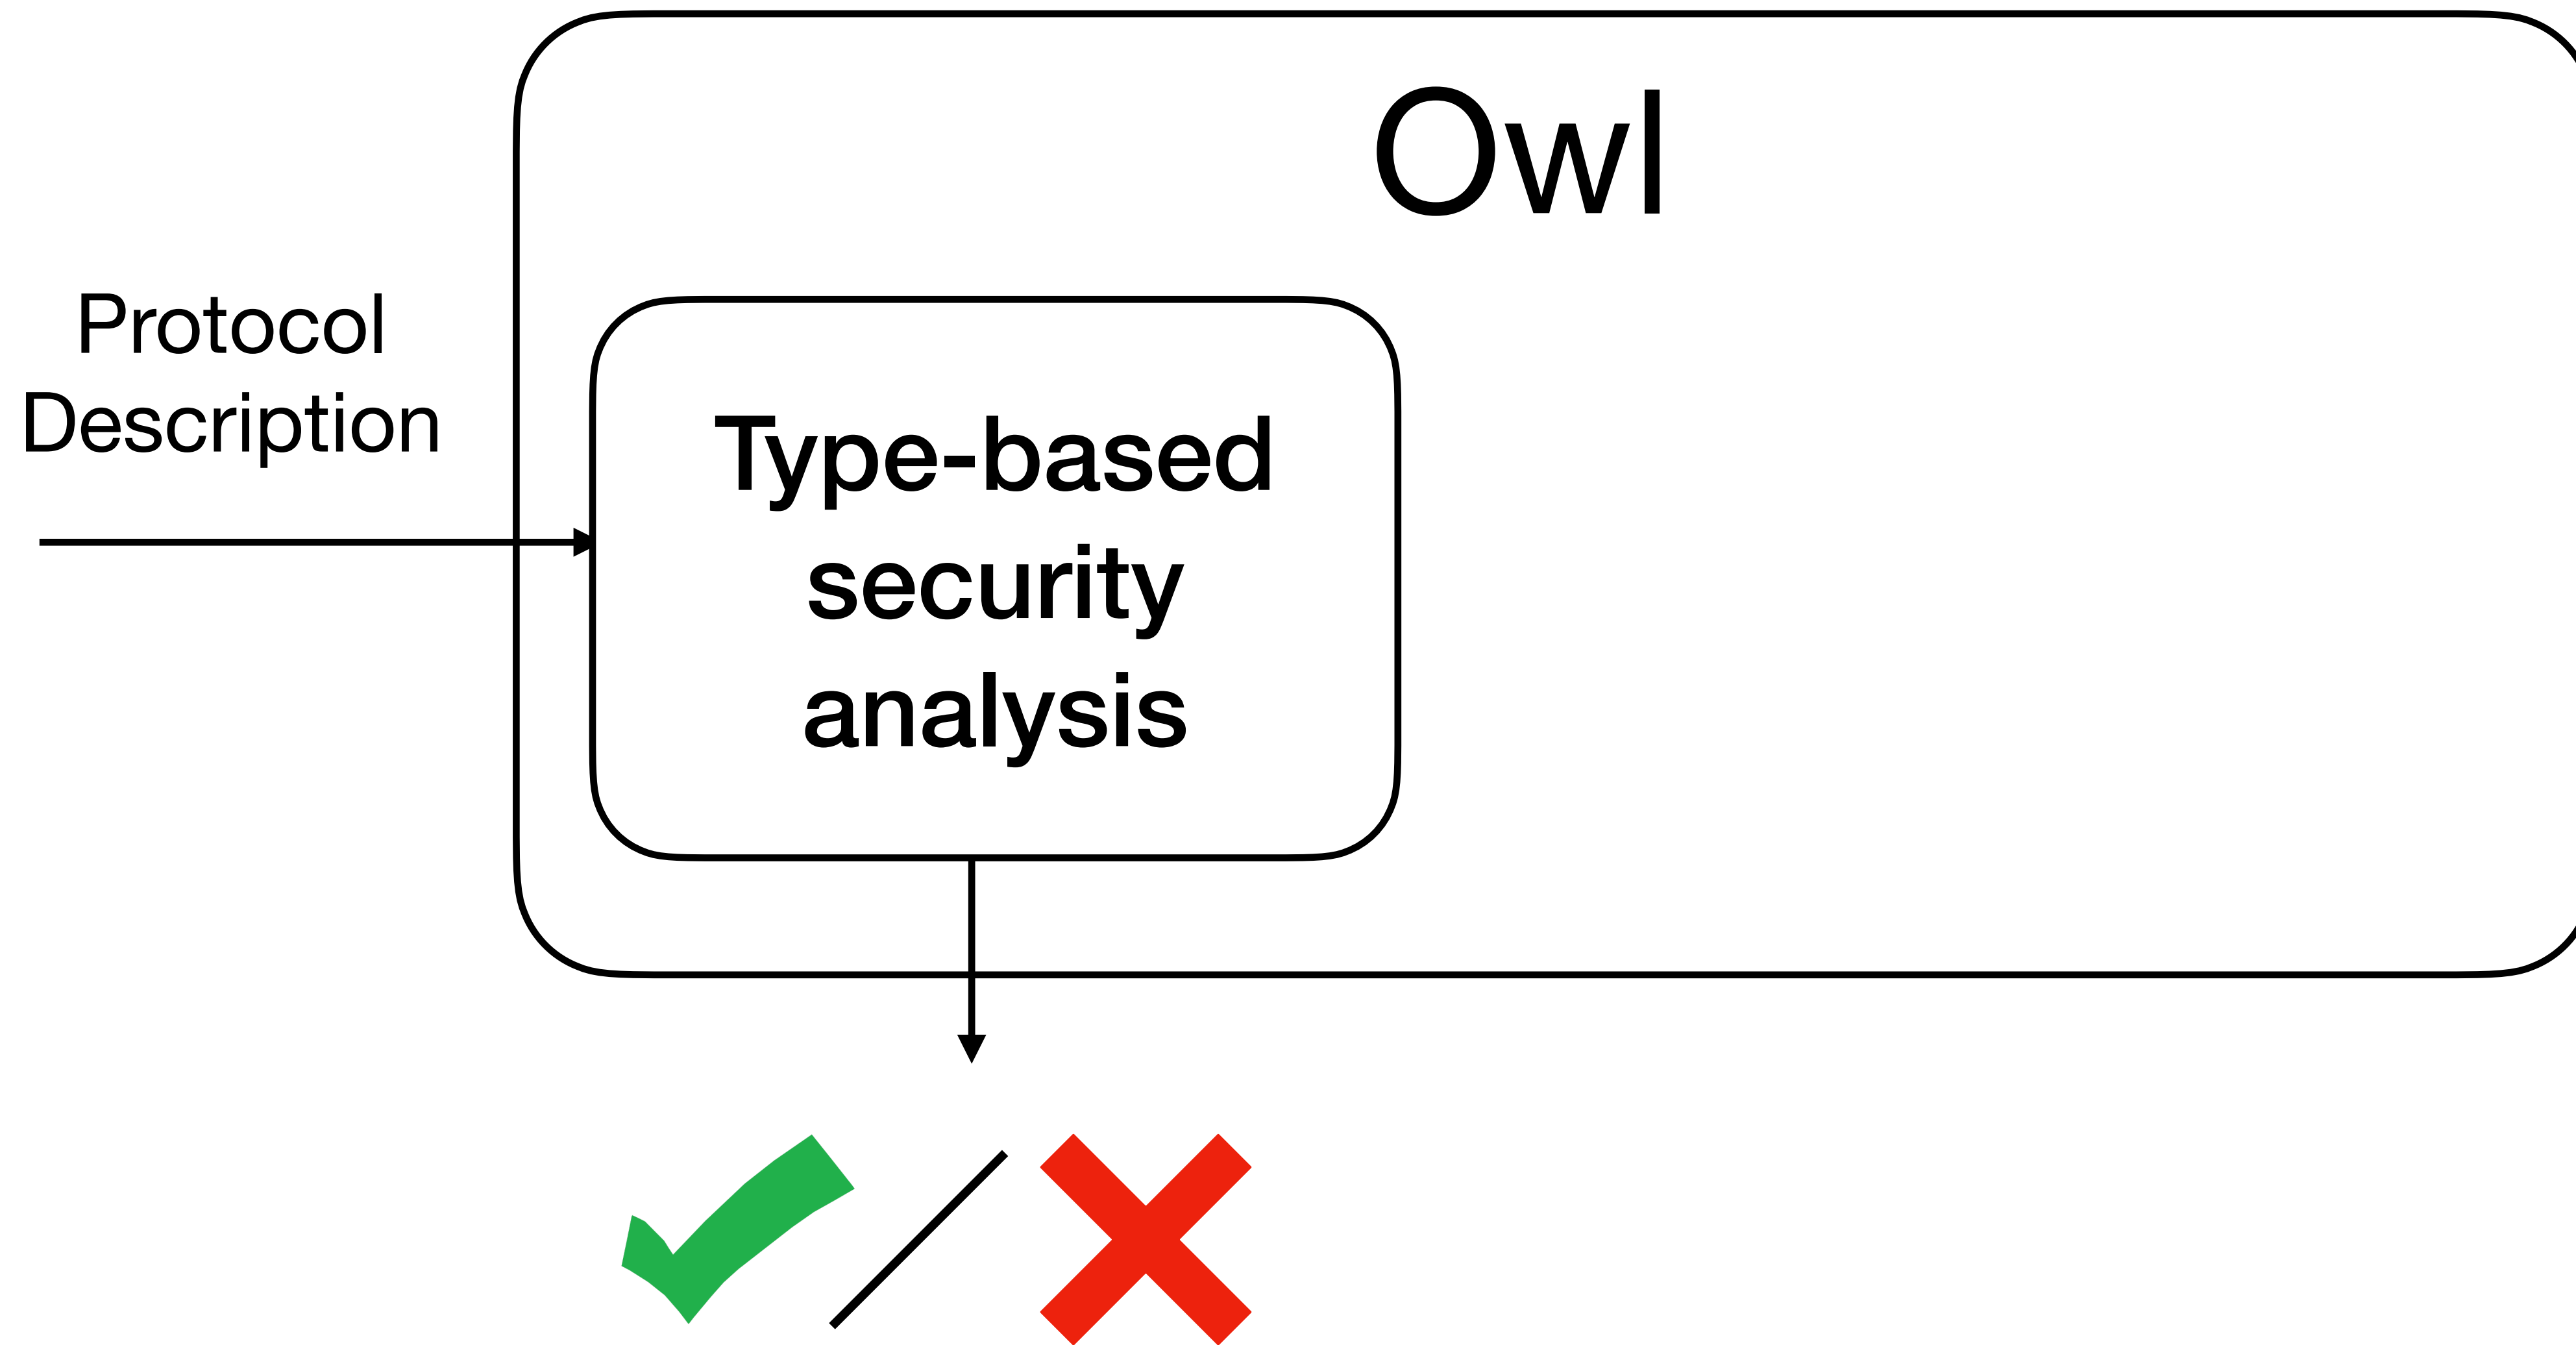 Owl
Protocol
Description
Type-based
security
analysis